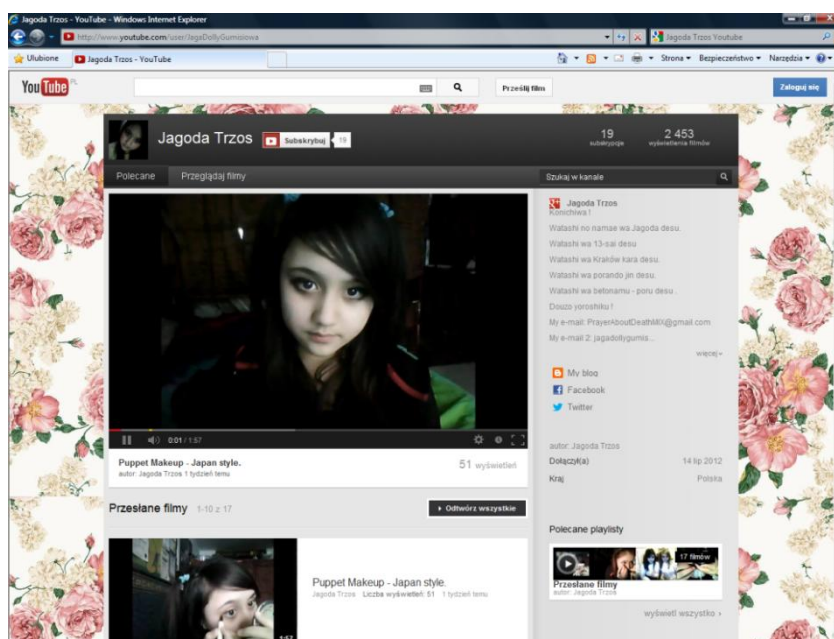 Jagoda Trzos - YouTube - Windows Internet Explorer
http://www.youtube.com/user/JagaDollyGumisiowa
Jagoda Trzos Youtube
Ulubione
Jagoda Trzos - YouTube
Strona
Bezpieczeństwo
Narzędzia
YouTube PL
Prześlij film
Zaloguj się
Jagoda Trzos
Subskrybuj
19
19
subskrypcje
2 453
wyświetlenia filmów
Polecane
Przeglądaj filmy
Szukaj w kanale
0:01 / 1:57
Puppet Makeup - Japan style.
autor: Jagoda Trzos 1 tydzień temu
51 wyświetleń
Przesłane filmy 1-10 z 17
Odtwórz wszystkie
1:57
Puppet Makeup - Japan style.
Jagoda Trzos Liczba wyświetleń: 51 1 tydzień temu
Jagoda Trzos
Konichiwa !
Watashi no namae wa Jagoda desu.
Watashi wa 13-sai desu.
Watashi wa Kraków kara desu.
Watashi wa porando jin desu.
Watashi wa betonamu - poru desu .
Douzo yoroshiku !
My e-mail: PrayerAboutDeathMIX@gmail.com
My e-mail 2: jagadollygumis...
więcej
My blog
Facebook
Twitter
autor: Jagoda Trzos
Dołączył(a) 14 lip 2012
Kraj Polska
Polecane playlisty
17 filmów
Przesłane filmy
autor: Jagoda Trzos
wyświetl wszystko ›